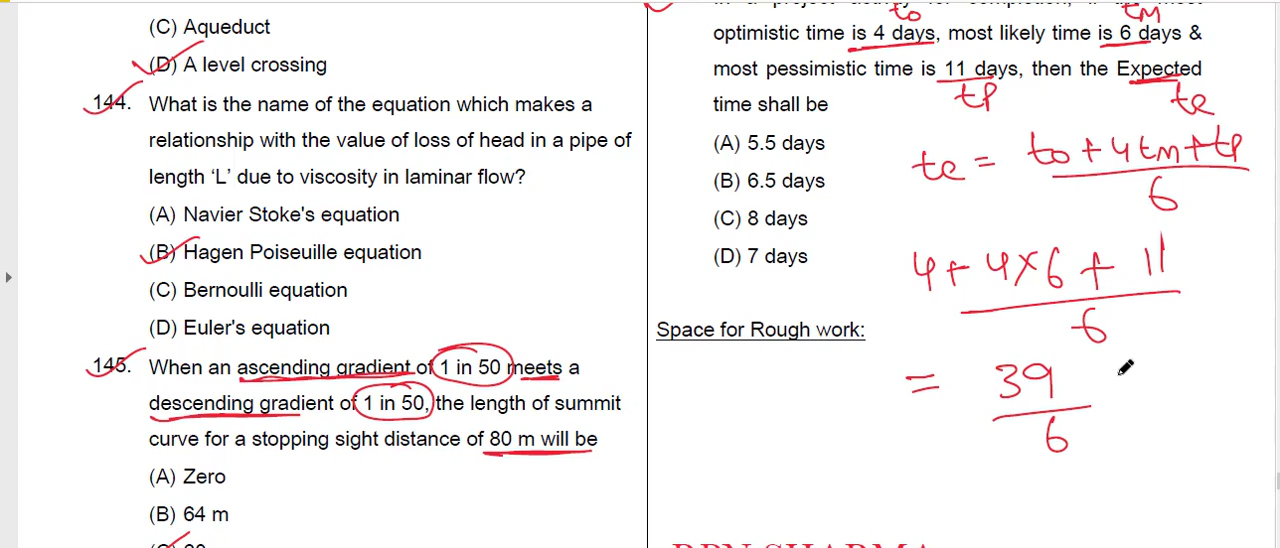 (C) Aqueduct
(D) A level crossing
144. What is the name of the equation which makes a
relationship with the value of loss of head in a pipe of
length ‘L’ due to viscosity in laminar flow?
(A) Navier Stoke's equation
(B) Hagen Poiseuille equation
(C) Bernoulli equation
(D) Euler's equation
145. When an ascending gradient of 1 in 50 meets a
descending gradient of 1 in 50, the length of summit
curve for a stopping sight distance of 80 m will be
(A) Zero
(B) 64 m
to tM
optimistic time is 4 days, most likely time is 6 days &
most pessimistic time is 11 days, then the Expected
time shall be
tp te
(A) 5.5 days
(B) 6.5 days
(C) 8 days
(D) 7 days
te = to + 4tM + tp
6
4 + 4×6 + 11
6
= 39
6
Space for Rough work: